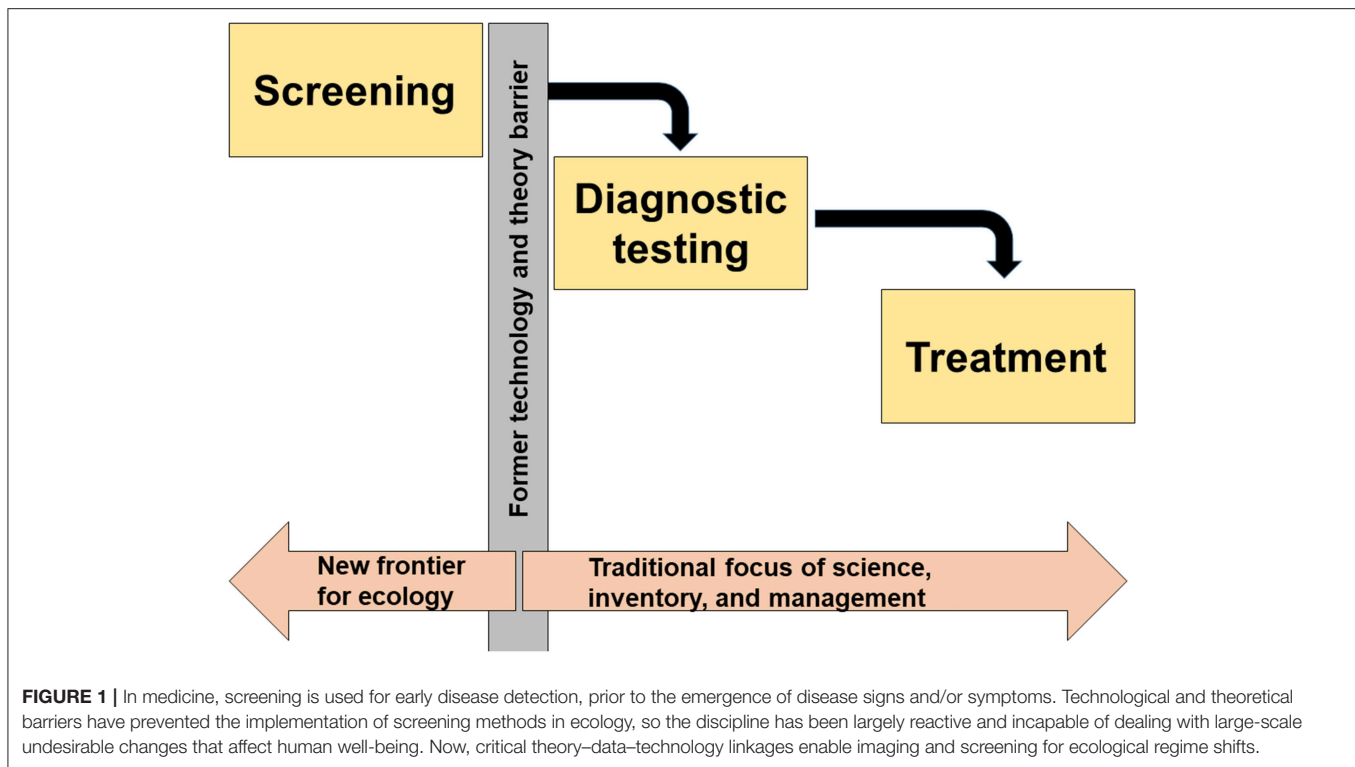 Screening
Former technology and theory barrier
Diagnostic
testing
Treatment
New frontier
for ecology
Traditional focus of science,
inventory, and management
FIGURE 1 | In medicine, screening is used for early disease detection, prior to the emergence of disease signs and/or symptoms. Technological and theoretical
barriers have prevented the implementation of screening methods in ecology, so the discipline has been largely reactive and incapable of dealing with large-scale
undesirable changes that affect human well-being. Now, critical theory–data–technology linkages enable imaging and screening for ecological regime shifts.